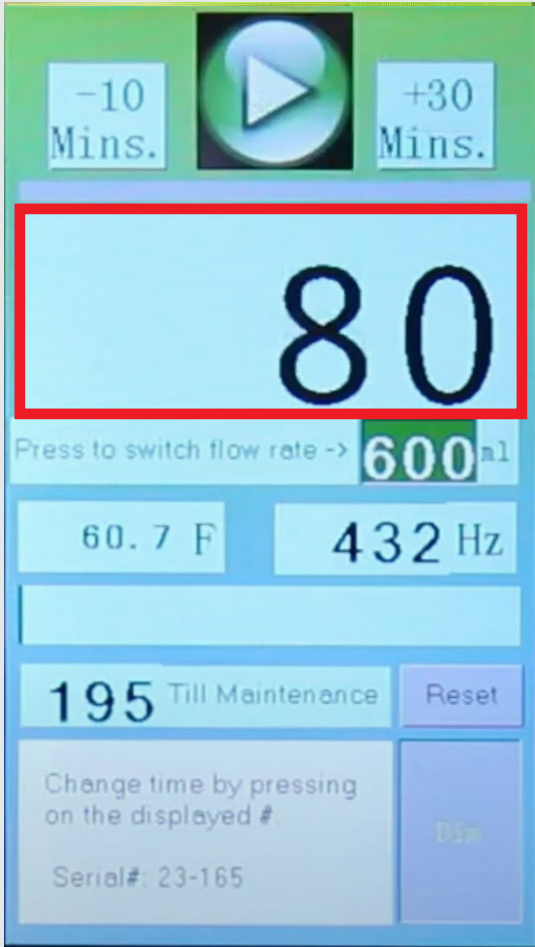 -10
Mins.
+30
Mins.
80
Press to switch flow rate -> 600 ml
60.7 F
432 Hz
195 Till Maintenance
Reset
Change time by pressing
on the displayed #.
Serial#: 23-165
Dim